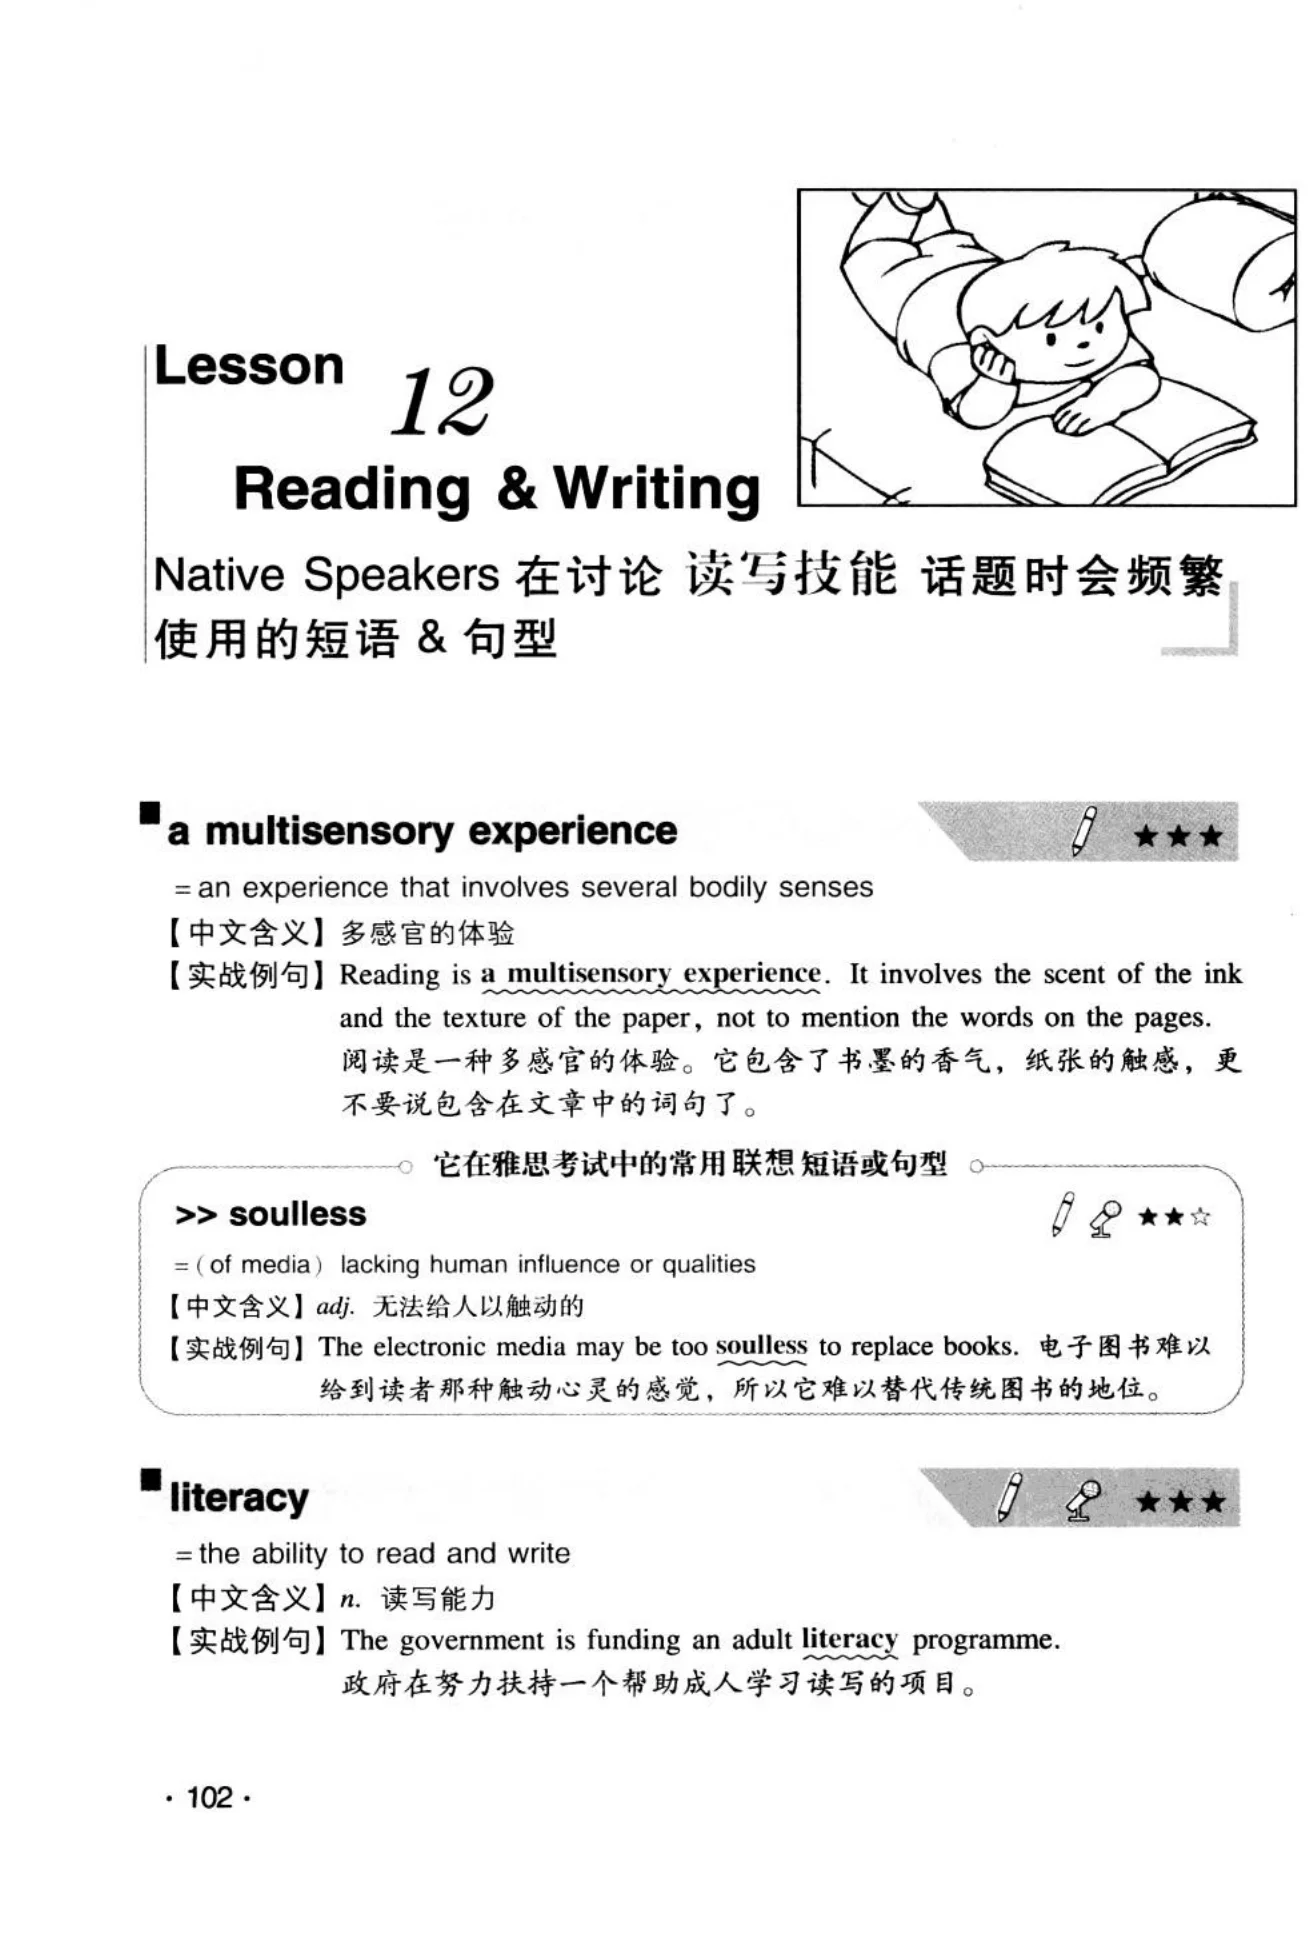 Lesson 12
Reading & Writing
Native Speakers 在讨论 读写技能 话题时会频繁
使用的短语 & 句型
a multisensory experience ★★★
= an experience that involves several bodily senses
【中文含义】多感官的体验
【实战例句】Reading is a multisensory experience. It involves the scent of the ink
and the texture of the paper, not to mention the words on the pages.
阅读是一种多感官的体验。它包含了书墨的香气，纸张的触感，更
不要说包含在文章中的词句了。
它在雅思考试中的常用联想短语或句型
>> soulless ★★☆
=(of media) lacking human influence or qualities
【中文含义】adj. 无法给人以触动的
【实战例句】The electronic media may be too soulless to replace books. 电子图书难以
给到读者那种触动心灵的感觉，所以它难以替代传统图书的地位。
literacy ★★★
= the ability to read and write
【中文含义】n. 读写能力
【实战例句】The government is funding an adult literacy programme.
政府在努力扶持一个帮助成人学习读写的项目。
· 102 ·